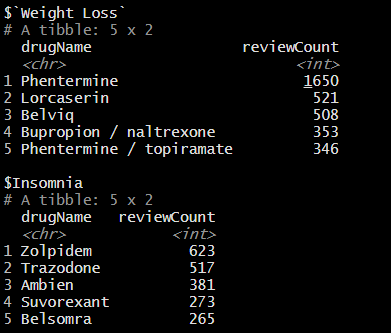 $`Weight Loss`
# A tibble: 5 x 2
drugName reviewCount
<chr> <int>
1 Phentermine 1650
2 Lorcaserin 521
3 Belviq 508
4 Bupropion / naltrexone 353
5 Phentermine / topiramate 346
$Insomnia
# A tibble: 5 x 2
drugName reviewCount
<chr> <int>
1 Zolpidem 623
2 Trazodone 517
3 Ambien 381
4 Suvorexant 273
5 Belsomra 265